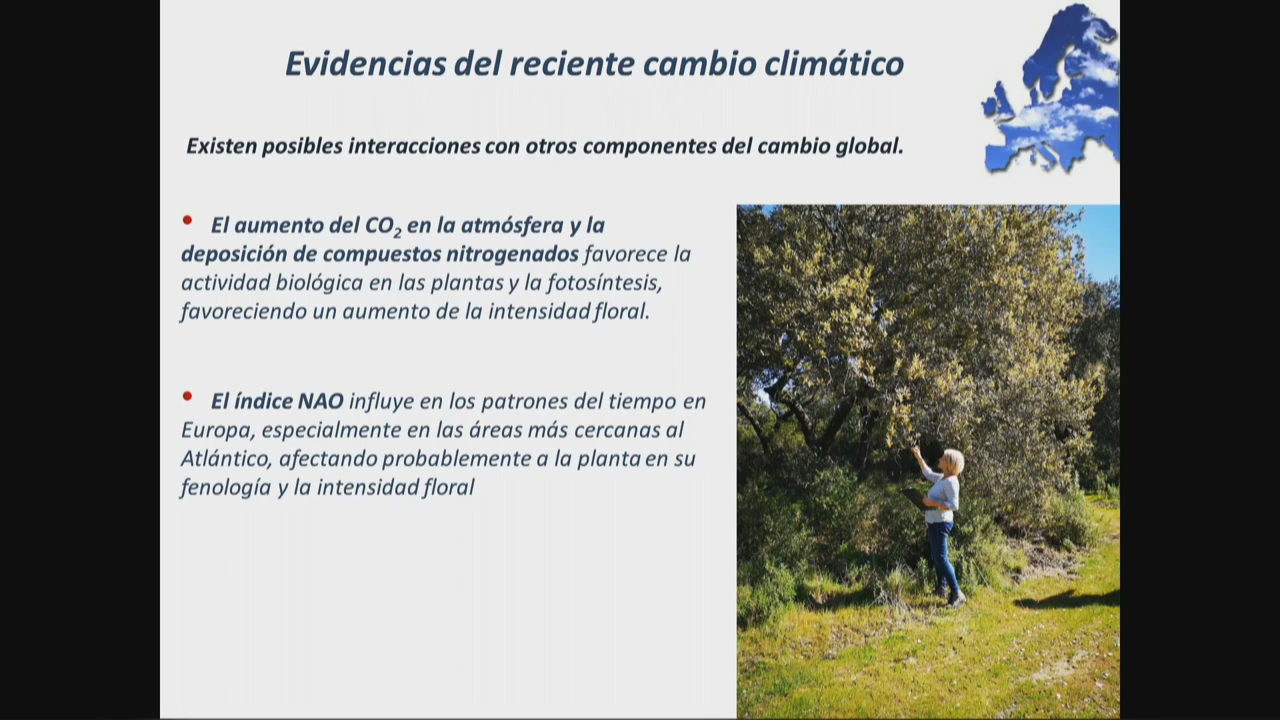 Evidencias del reciente cambio climático
Existen posibles interacciones con otros componentes del cambio global.
• El aumento del CO₂ en la atmósfera y la
deposición de compuestos nitrogenados favorece la
actividad biológica en las plantas y la fotosíntesis,
favoreciendo un aumento de la intensidad floral.
• El índice NAO influye en los patrones del tiempo en
Europa, especialmente en las áreas más cercanas al
Atlántico, afectando probablemente a la planta en su
fenología y la intensidad floral